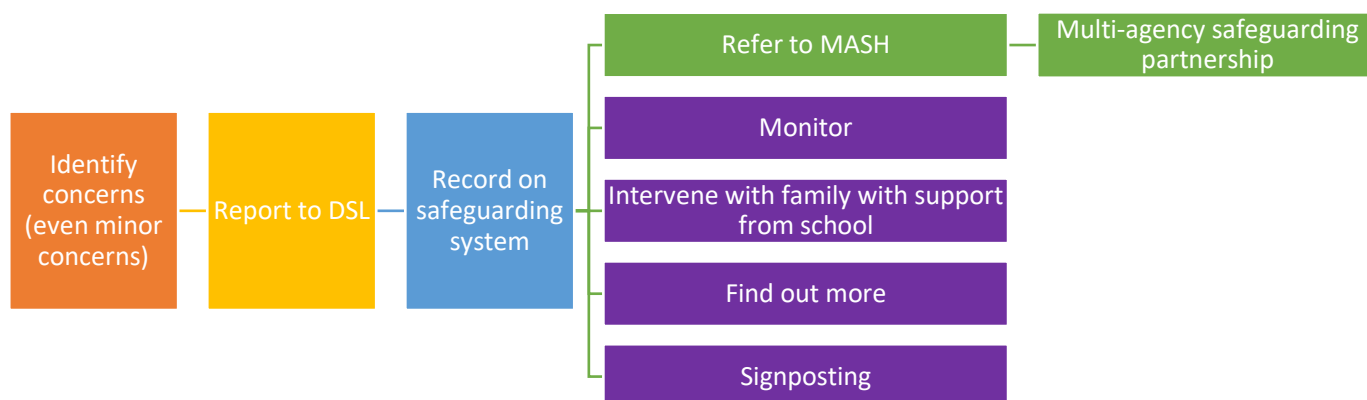 Identify
concerns
(even minor
concerns)
Report to DSL
Record on
safeguarding
system
Refer to MASH
Multi-agency safeguarding
partnership
Monitor
Intervene with family with support
from school
Find out more
Signposting